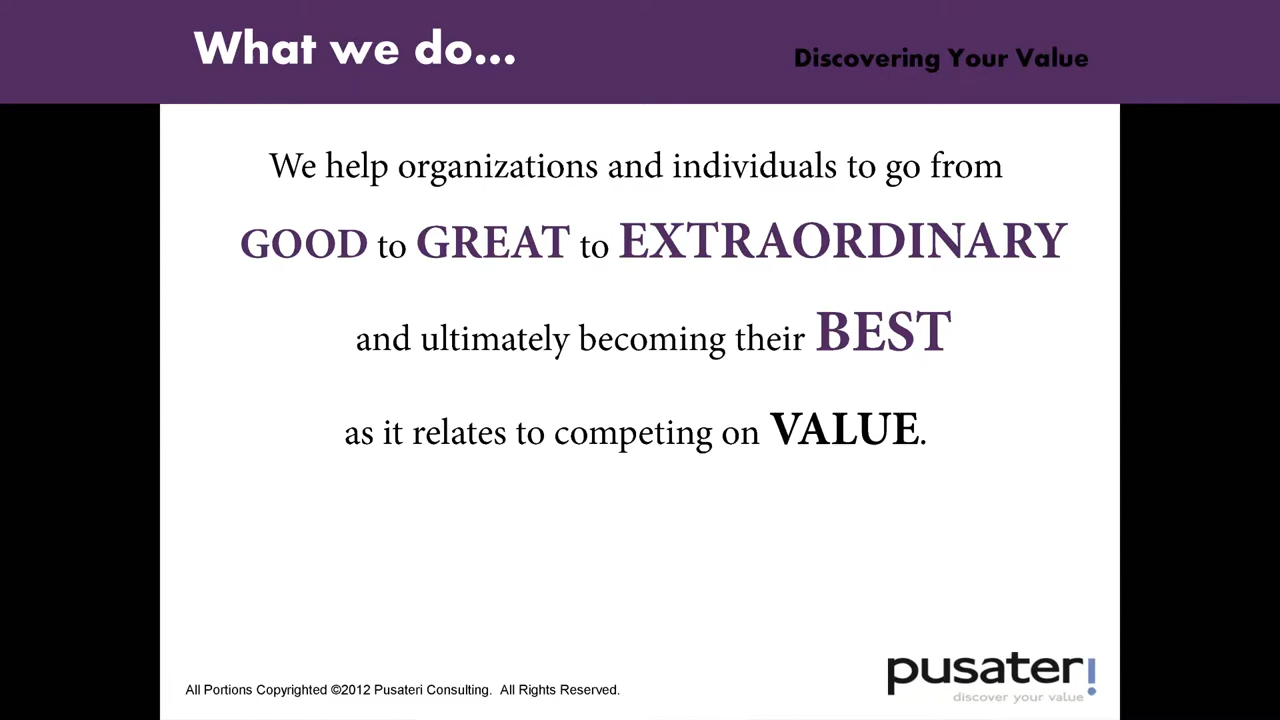 What we do...
Discovering Your Value
We help organizations and individuals to go from
GOOD to GREAT to EXTRAORDINARY
and ultimately becoming their BEST
as it relates to competing on VALUE.
All Portions Copyrighted ©2012 Pusateri Consulting. All Rights Reserved.
pusater!
discover your value